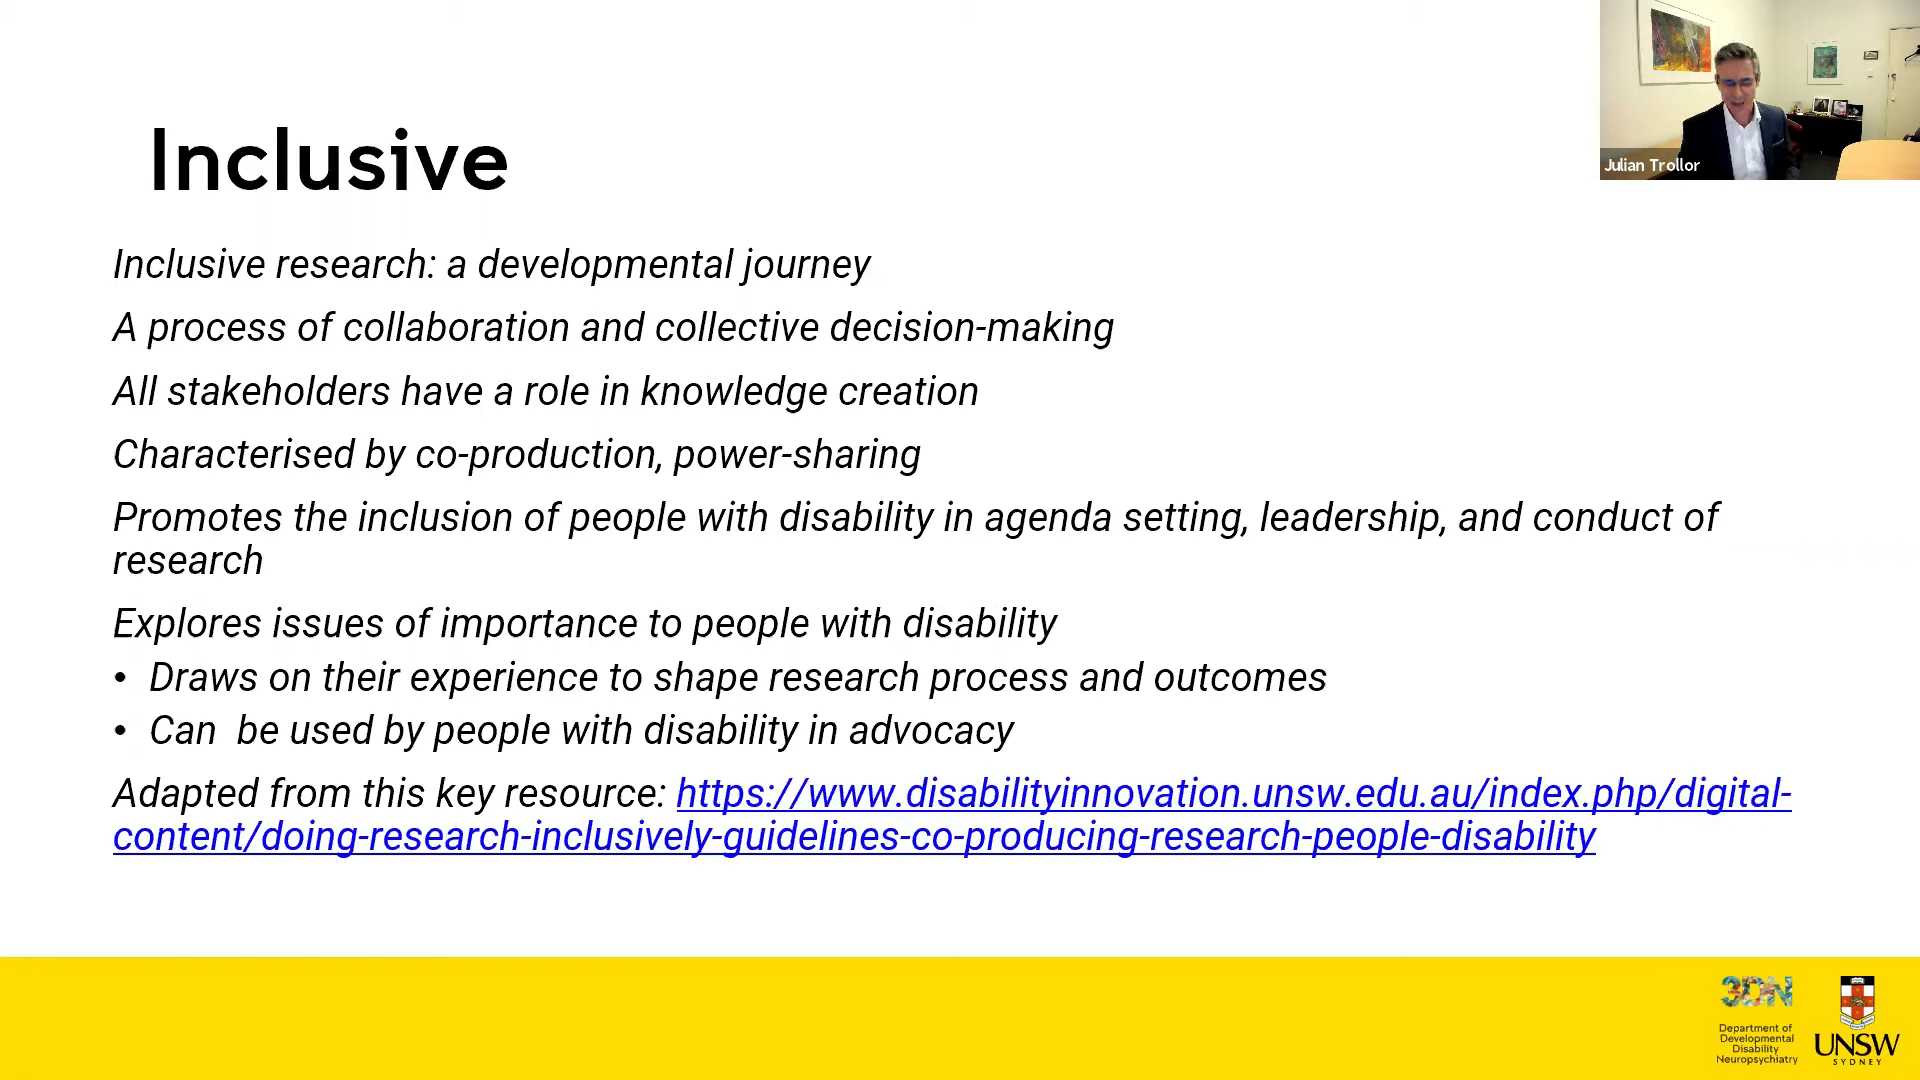 Inclusive
Julian Trollor
Inclusive research: a developmental journey
A process of collaboration and collective decision-making
All stakeholders have a role in knowledge creation
Characterised by co-production, power-sharing
Promotes the inclusion of people with disability in agenda setting, leadership, and conduct of
research
Explores issues of importance to people with disability
• Draws on their experience to shape research process and outcomes
• Can  be used by people with disability in advocacy
Adapted from this key resource: https://www.disabilityinnovation.unsw.edu.au/index.php/digital-
content/doing-research-inclusively-guidelines-co-producing-research-people-disability
3DN
Department of
Developmental
Disability
Neuropsychiatry
UNSW
SYDNEY